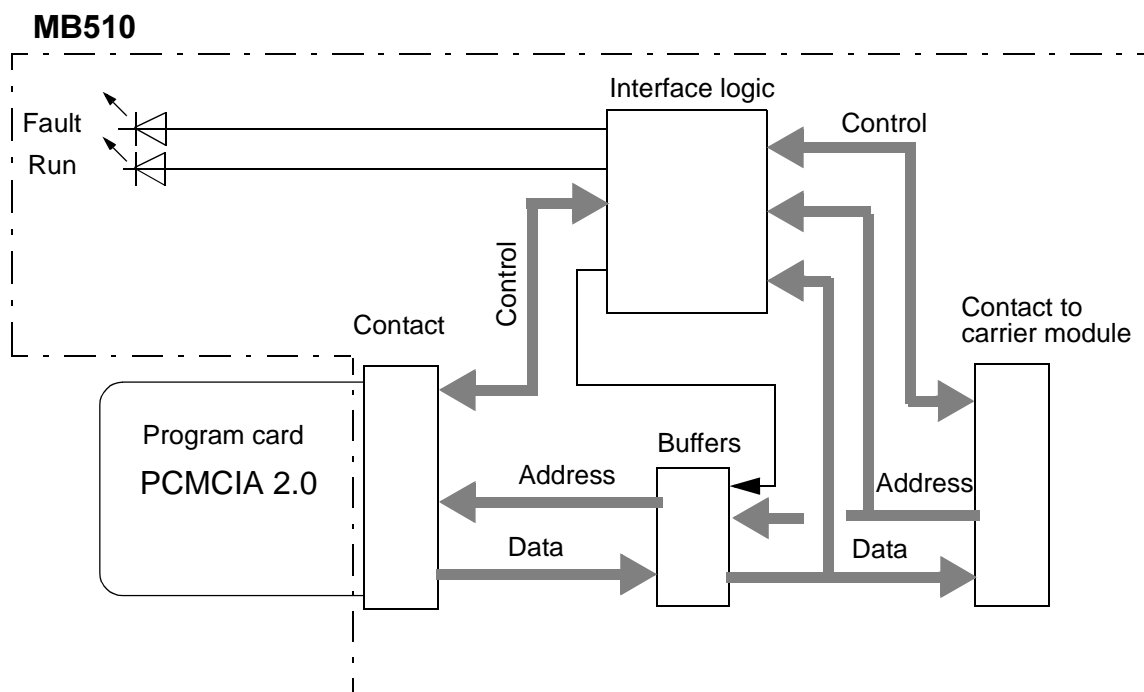 MB510
Interface logic
Fault
Control
Run
Control
Contact to
carrier module
Contact
Program card
PCMCIA 2.0
Buffers
Address
Address
Data
Data